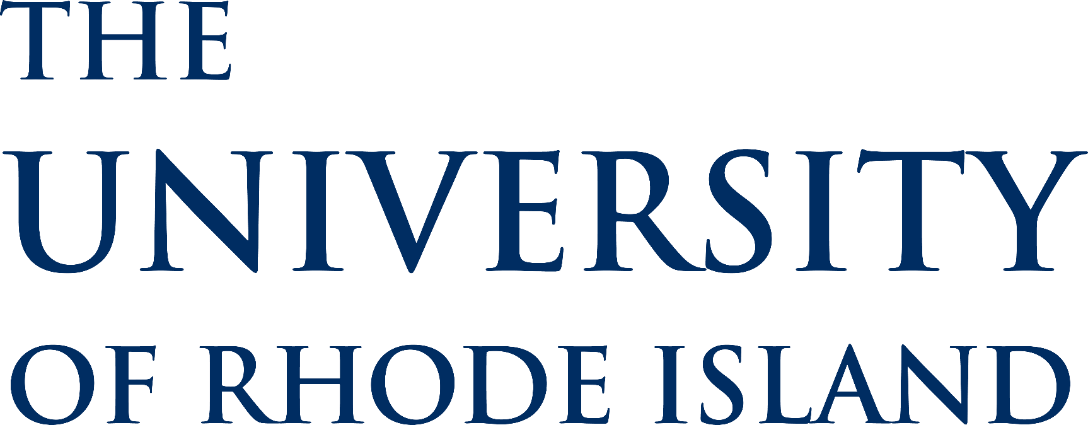 THE
UNIVERSITY
OF RHODE ISLAND